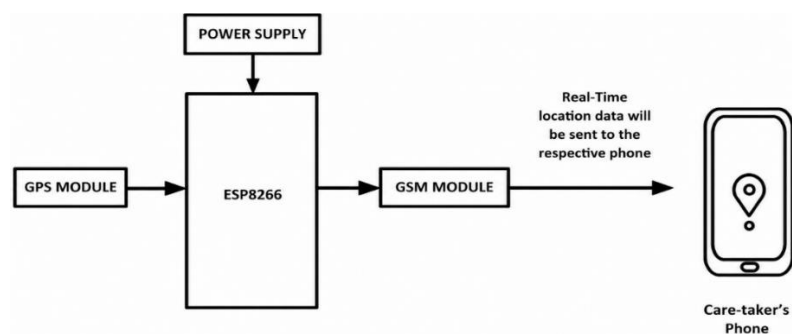 POWER SUPPLY
GPS MODULE
ESP8266
GSM MODULE
Real-Time
location data will
be sent to the
respective phone
Care-taker's
Phone